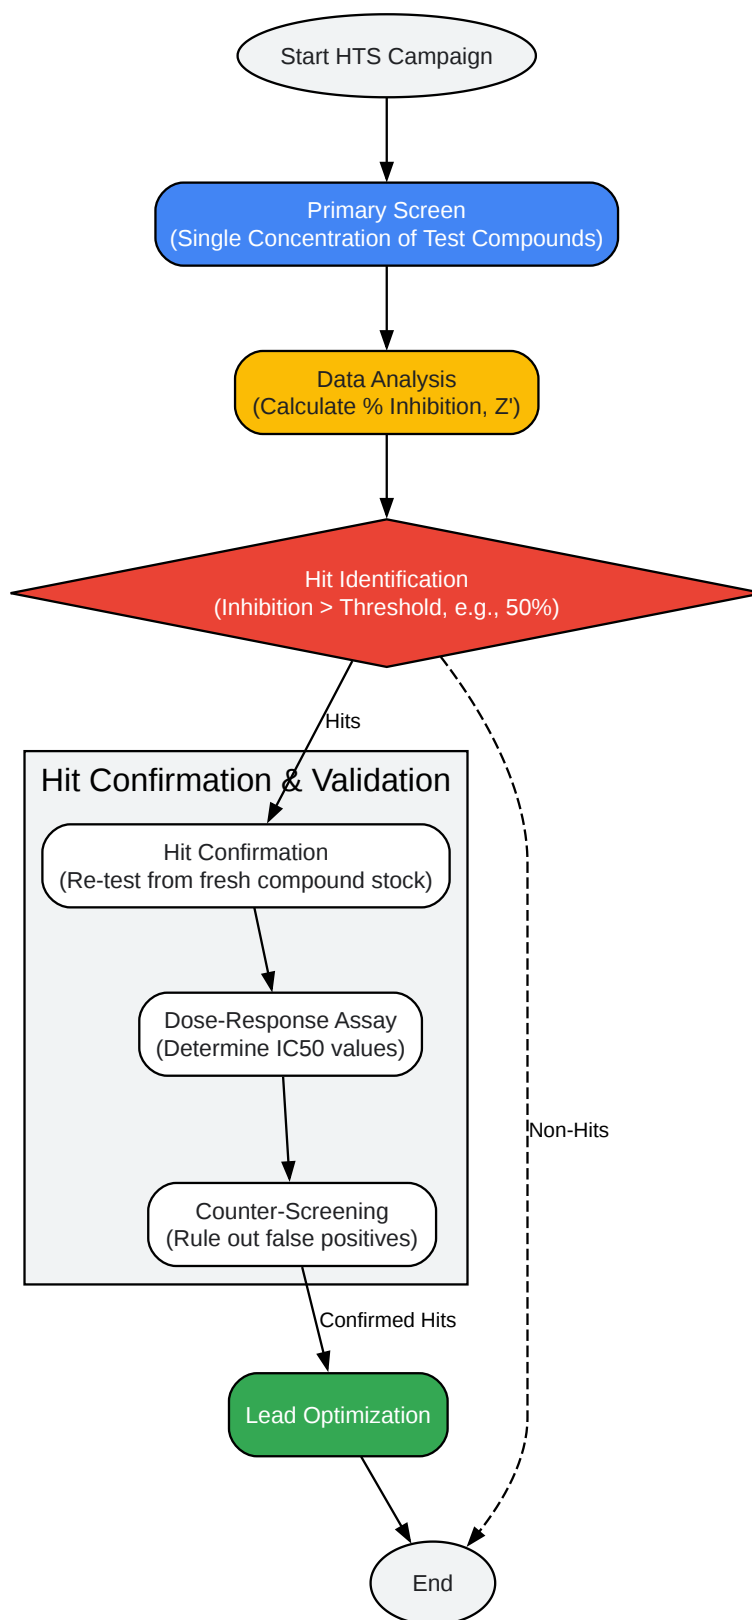 Start HTS Campaign
Primary Screen
(Single Concentration of Test Compounds)
Data Analysis
(Calculate % Inhibition, Z')
Hit Identification
(Inhibition > Threshold, e.g., 50%)
Hits
Hit Confirmation & Validation
Hit Confirmation
(Re-test from fresh compound stock)
Dose-Response Assay
(Determine IC50 values)
Non-Hits
Counter-Screening
(Rule out false positives)
Confirmed Hits
Lead Optimization
End